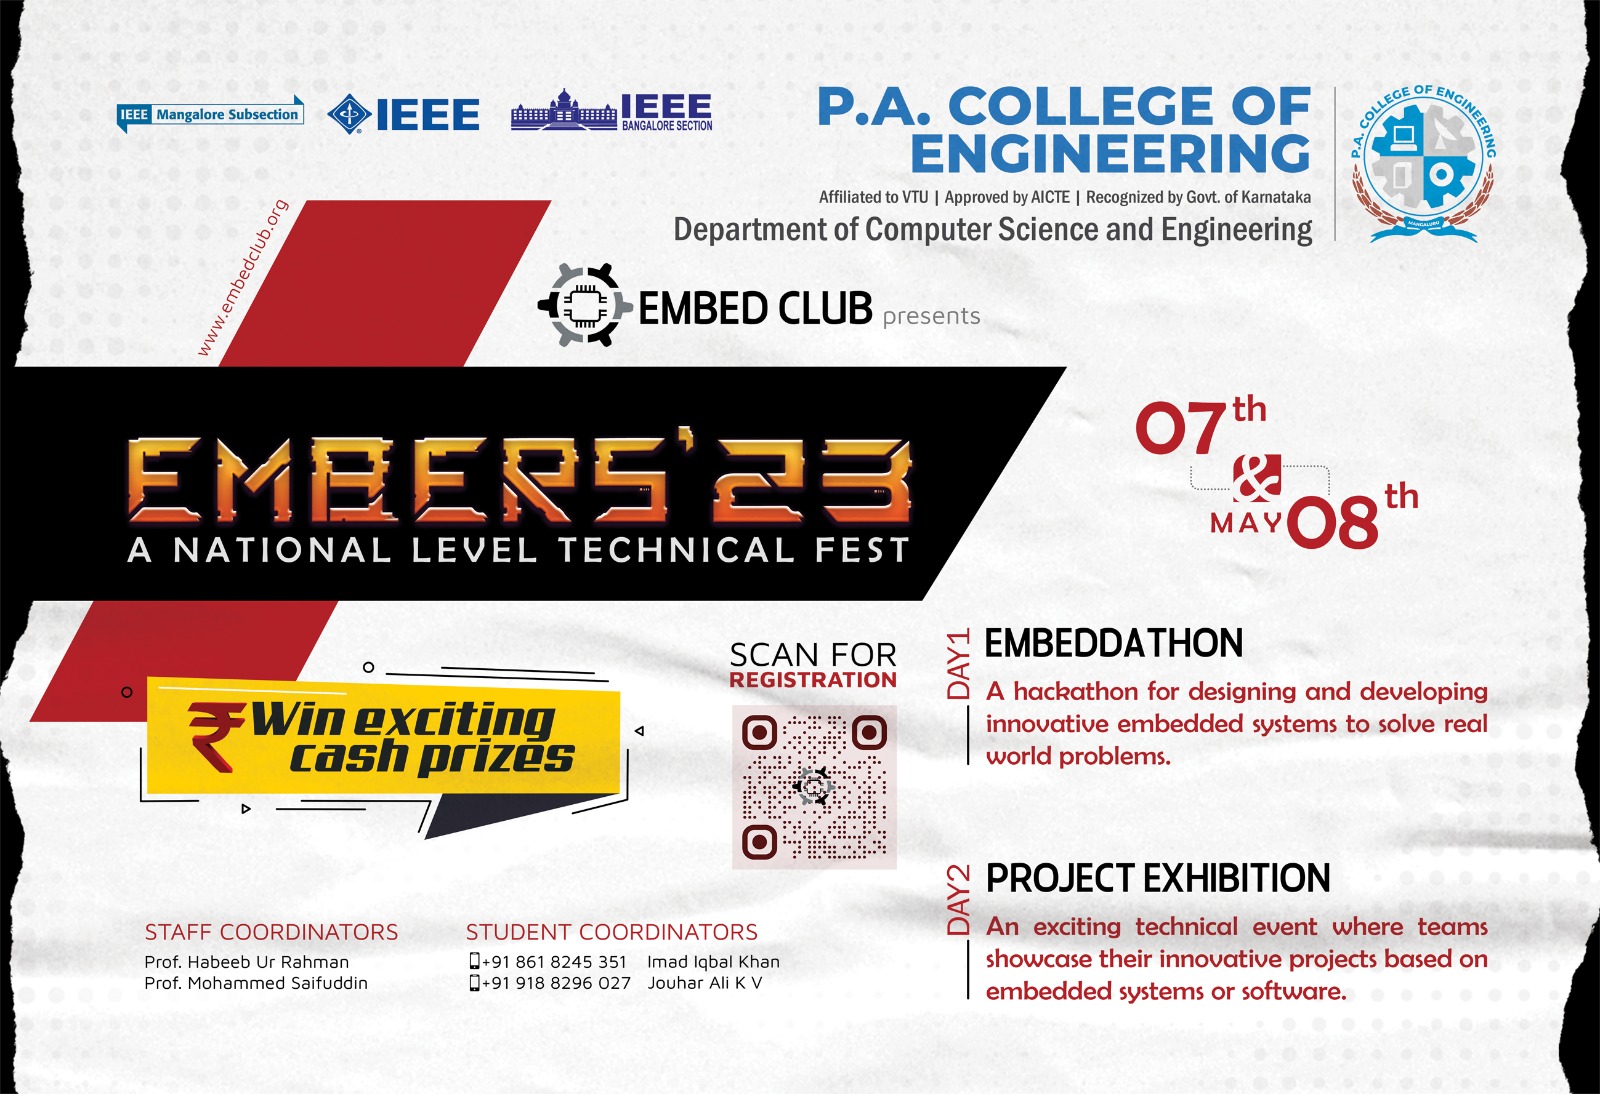 IEEE Mangalore Subsection
IEEE
IEEE
BANGALORE SECTION
P.A. COLLEGE OF
ENGINEERING
Affiliated to VTU | Approved by AICTE | Recognized by Govt. of Karnataka
Department of Computer Science and Engineering
P.A. COLLEGE OF ENGINEERING
MANGALURU
www.embedclub.org
EMBED CLUB presents
EMBERS'23
A NATIONAL LEVEL TECHNICAL FEST
07th
&
MAY 08th
₹ Win exciting
cash prizes
SCAN FOR
REGISTRATION
DAY1
EMBEDDATHON
A hackathon for designing and developing
innovative embedded systems to solve real
world problems.
DAY2
PROJECT EXHIBITION
An exciting technical event where teams
showcase their innovative projects based on
embedded systems or software.
STAFF COORDINATORS
Prof. Habeeb Ur Rahman
Prof. Mohammed Saifuddin
STUDENT COORDINATORS
+91 861 8245 351 Imad Iqbal Khan
+91 918 8296 027 Jouhar Ali K V